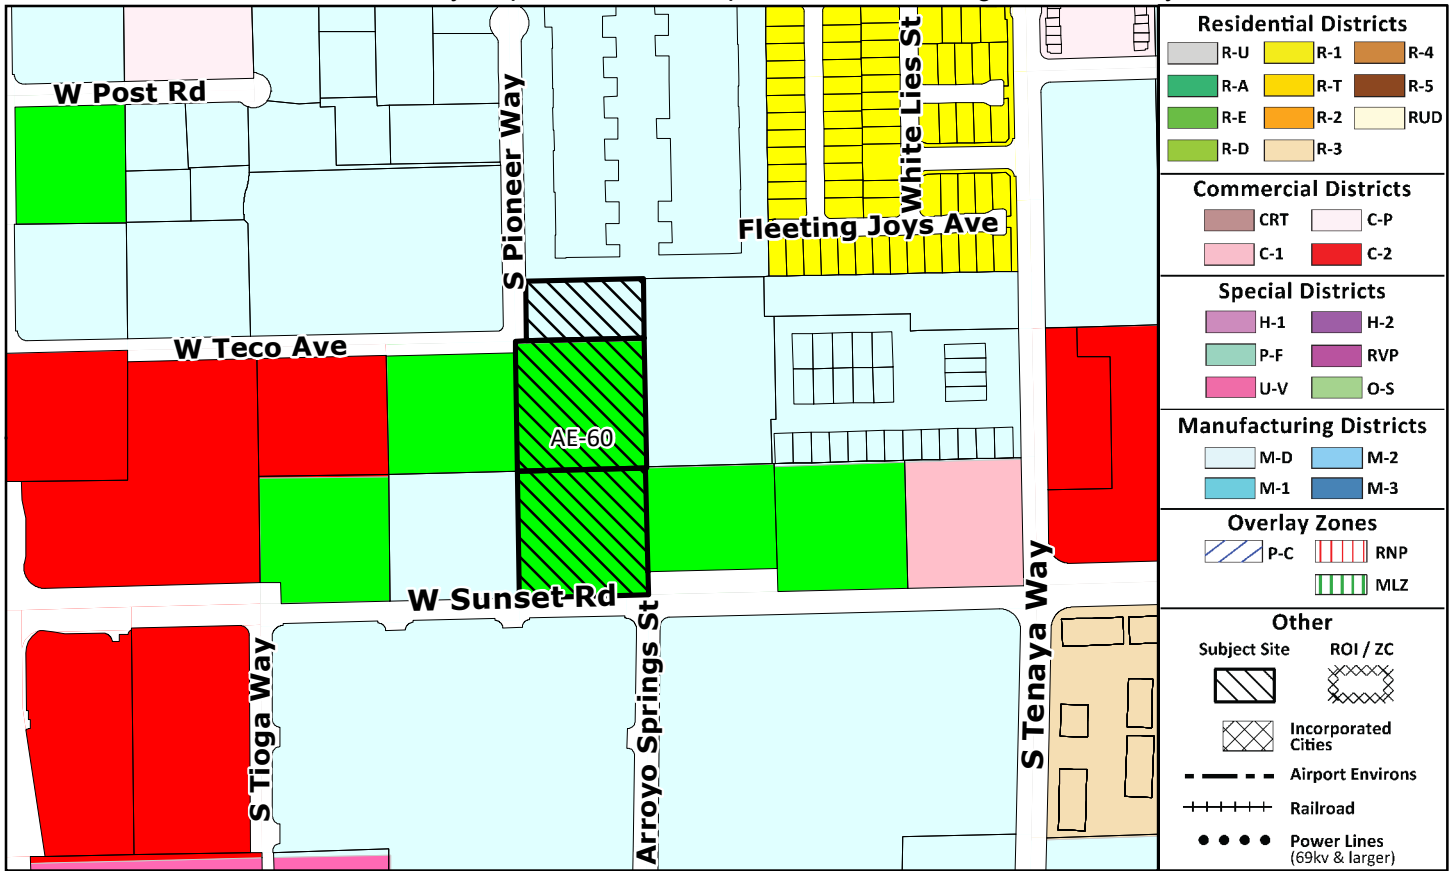 W Post Rd
S Pioneer Way
White Lies St
Fleeting Joys Ave
W Teco Ave
AE-60
W Sunset Rd
S Tioga Way
Arroyo Springs St
S Tenaya Way
Residential Districts
R-U R-1 R-4
R-A R-T R-5
R-E R-2 RUD
R-D R-3
Commercial Districts
CRT C-P
C-1 C-2
Special Districts
H-1 H-2
P-F RVP
U-V O-S
Manufacturing Districts
M-D M-2
M-1 M-3
Overlay Zones
P-C RNP
MLZ
Other
Subject Site ROI / ZC
Incorporated
Cities
Airport Environs
Railroad
Power Lines
(69kv & larger)